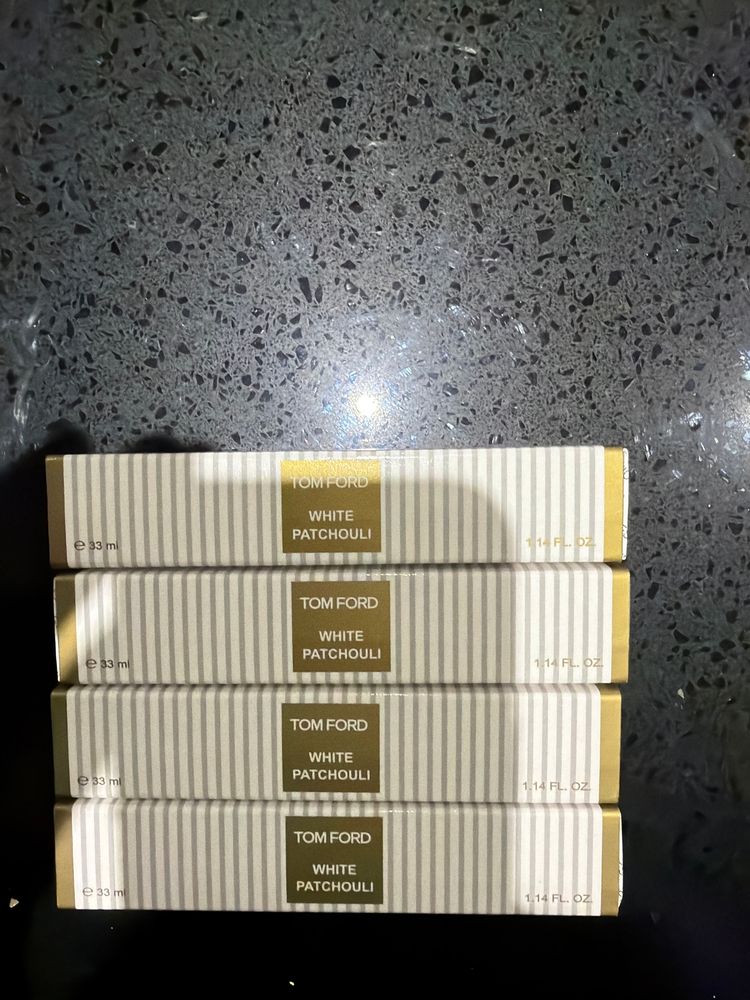 TOM FORD
WHITE
PATCHOULI
℮ 33 ml
1.14 FL. OZ.
TOM FORD
WHITE
PATCHOULI
℮ 33 ml
1.14 FL. OZ.
TOM FORD
WHITE
PATCHOULI
℮ 33 ml
1.14 FL. OZ.
TOM FORD
WHITE
PATCHOULI
℮ 33 ml
1.14 FL. OZ.